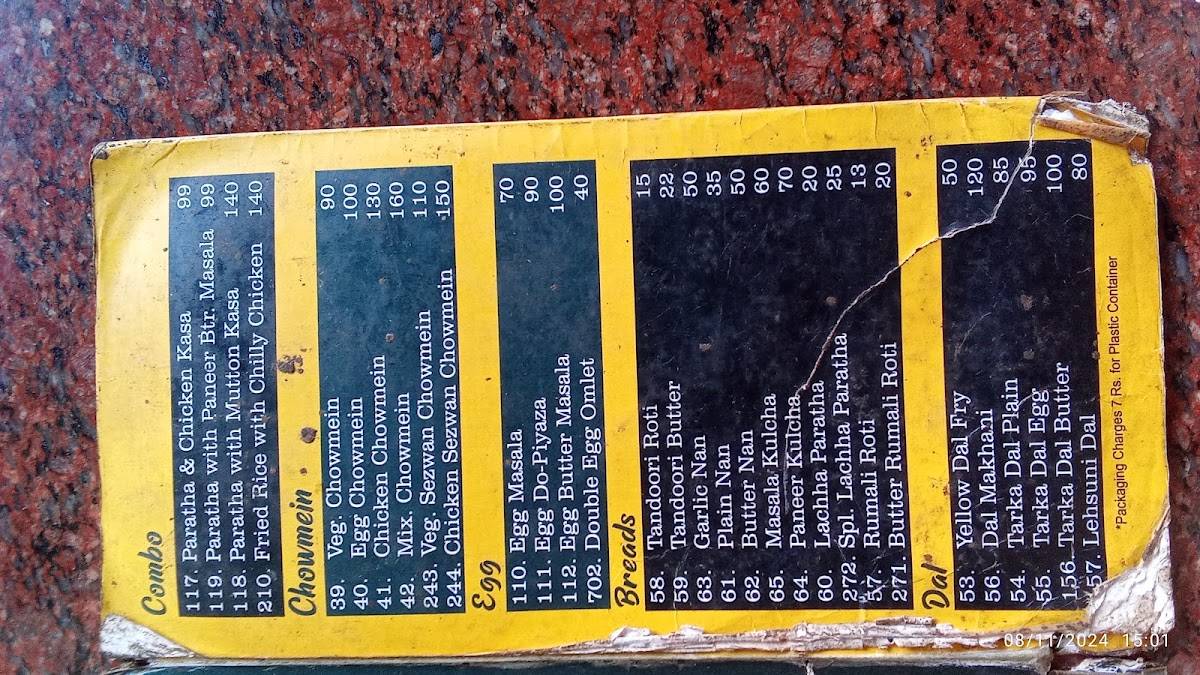 Combo
117. Paratha & Chicken Kasa 99
119. Paratha with Paneer Btr. Masala 99
118. Paratha with Mutton Kasa 140
210. Fried Rice with Chilly Chicken 140
Chowmein
39. Veg. Chowmein 90
40. Egg Chowmein 100
41. Chicken Chowmein 130
42. Mix. Chowmein 160
243. Veg. Sezwan Chowmein 110
244. Chicken Sezwan Chowmein 150
Egg
110. Egg Masala 70
111. Egg Do-Piyaza 90
112. Egg Butter Masala 100
702. Double Egg Omlet 40
Breads
58. Tandoori Roti 15
59. Tandoori Butter 22
63. Garlic Nan 50
61. Plain Nan 35
62. Butter Nan 50
65. Masala Kulcha 60
64. Paneer Kulcha 70
60. Lachha Paratha 20
272. Spl. Lachha Paratha 25
57. Rumali Roti 13
271. Butter Rumali Roti 20
Dal
53. Yellow Dal Fry 50
56. Dal Makhani 120
54. Tarka Dal Plain 85
55. Tarka Dal Egg 95
156. Tarka Dal Butter 100
157. Lehsuni Dal 80
*Packaging Charges 7 Rs. for Plastic Container
08/11/2024 15:01